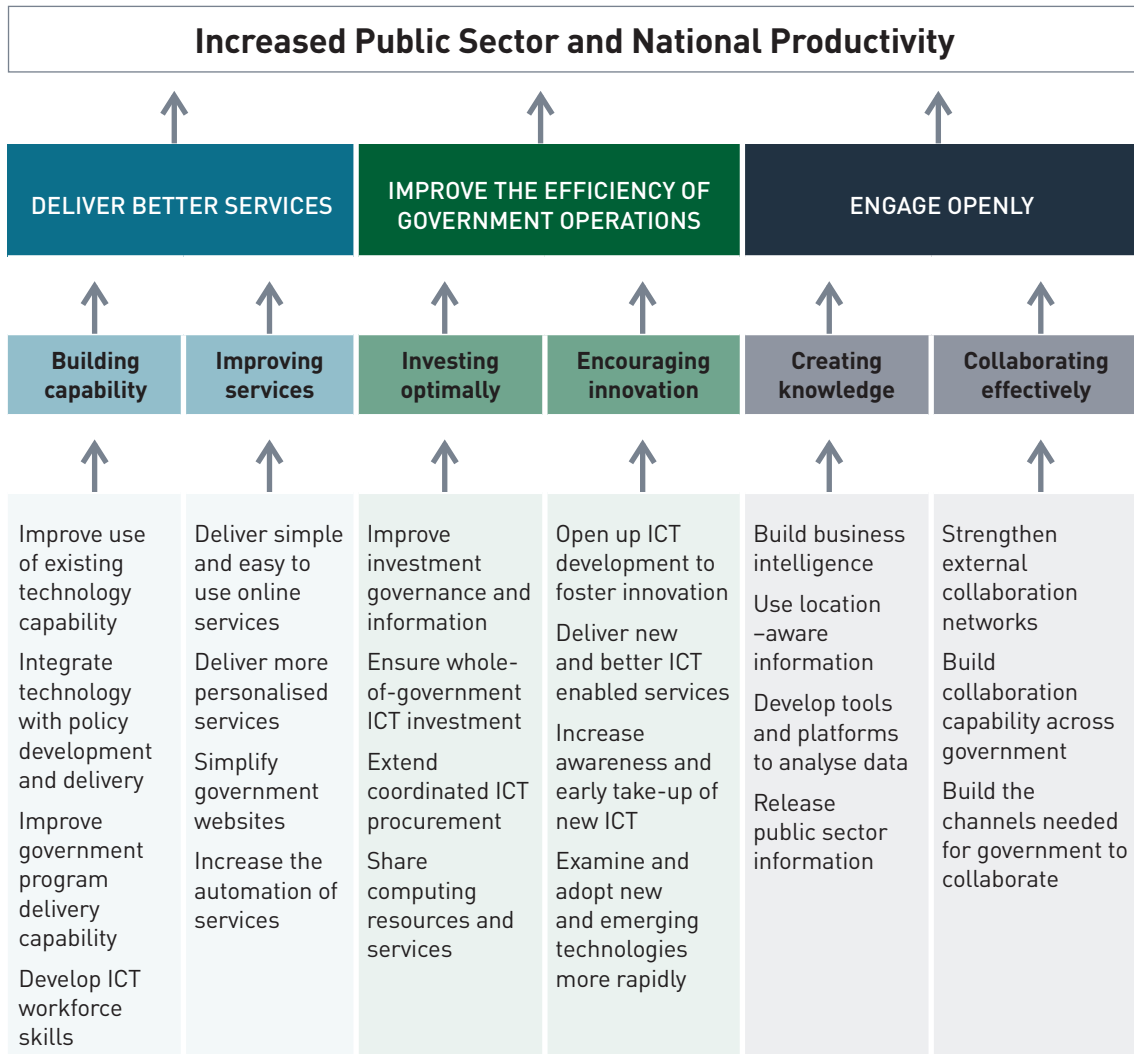 Increased Public Sector and National Productivity
DELIVER BETTER SERVICES
IMPROVE THE EFFICIENCY OF
GOVERNMENT OPERATIONS
ENGAGE OPENLY
Building
capability
Improving
services
Investing
optimally
Encouraging
innovation
Creating
knowledge
Collaborating
effectively
Improve use
of existing
technology
capability
Integrate
technology
with policy
development
and delivery
Improve
government
program
delivery
capability
Develop ICT
workforce
skills
Deliver simple
and easy to
use online
services
Deliver more
personalised
services
Simplify
government
websites
Increase the
automation of
services
Improve
investment
governance and
information
Ensure whole-
of-government
ICT investment
Extend
coordinated ICT
procurement
Share
computing
resources and
services
Open up ICT
development to
foster innovation
Deliver new
and better ICT
enabled services
Increase
awareness and
early take-up of
new ICT
Examine and
adopt new
and emerging
technologies
more rapidly
Build business
intelligence
Use location
–aware
information
Develop tools
and platforms
to analyse data
Release
public sector
information
Strengthen
external
collaboration
networks
Build
collaboration
capability across
government
Build the
channels needed
for government to
collaborate